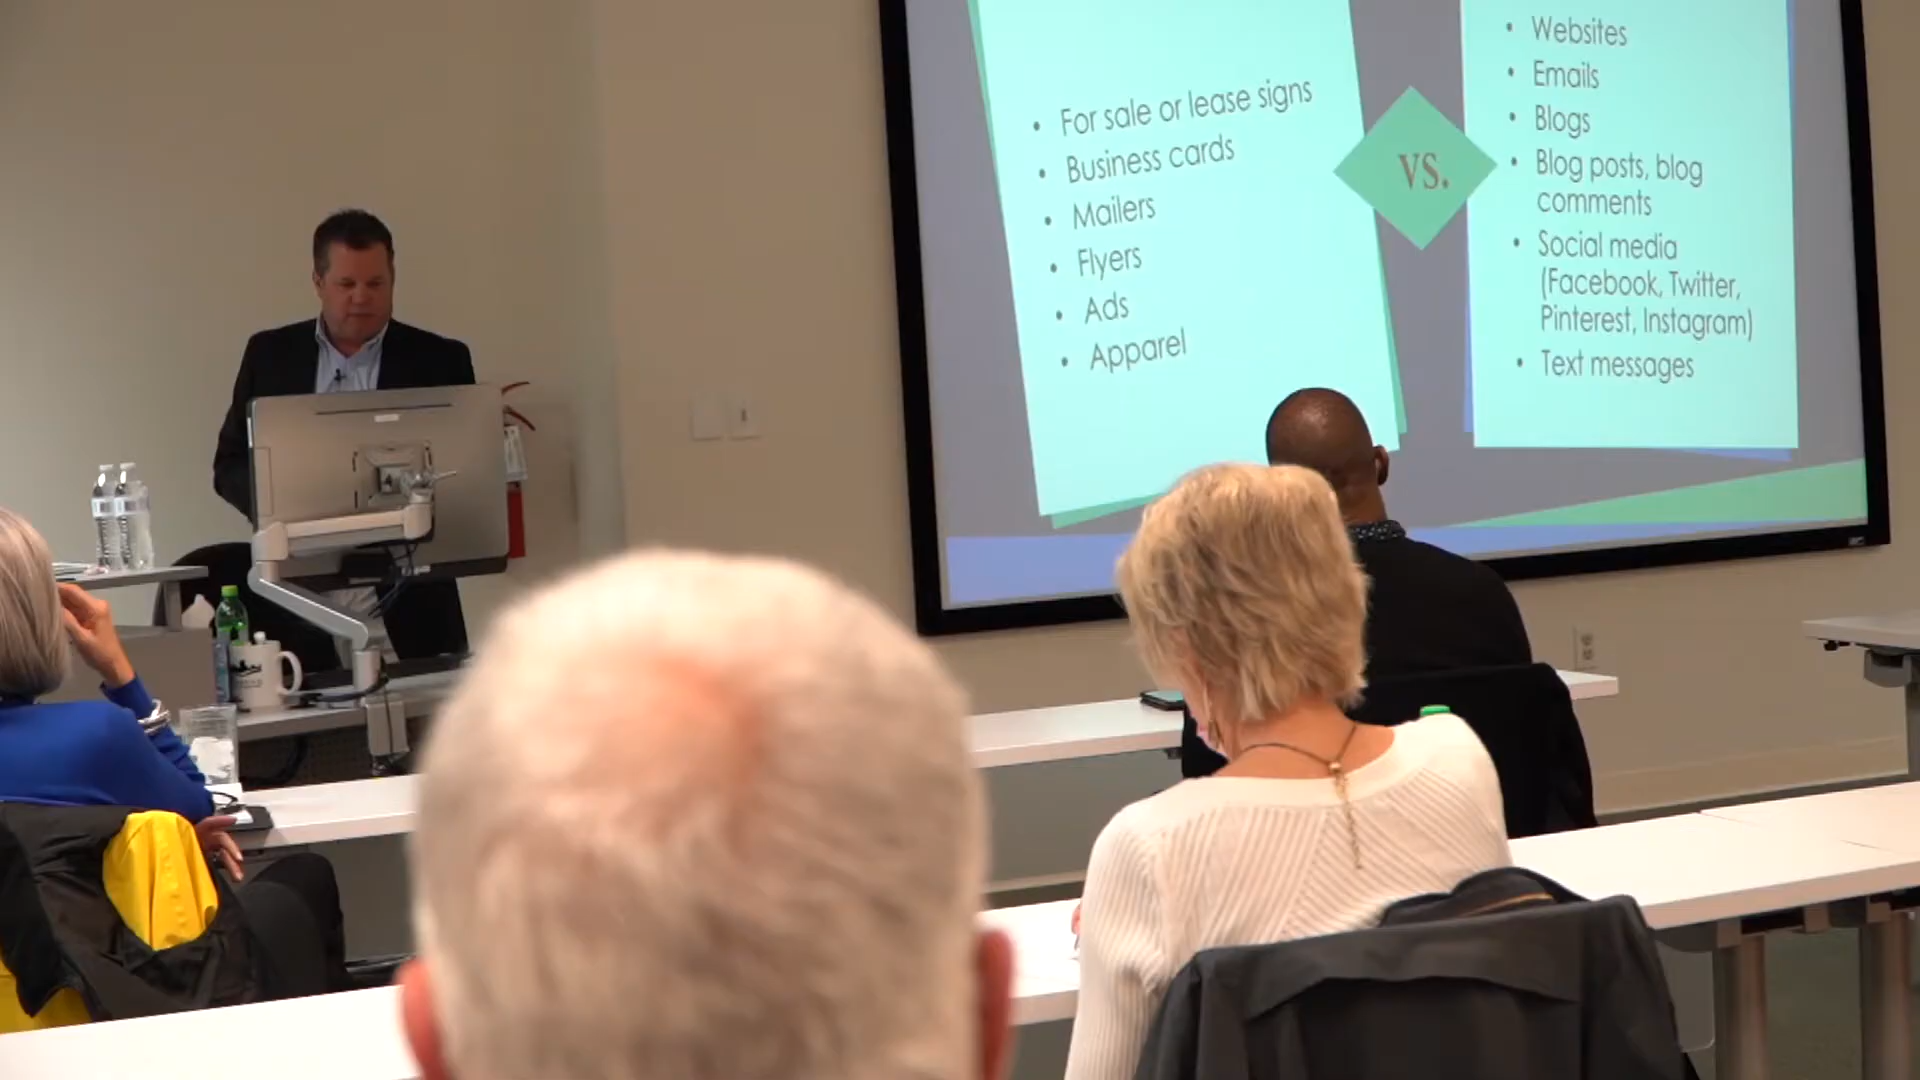 • For sale or lease signs
• Business cards
• Mailers
• Flyers
• Ads
• Apparel
VS.
• Websites
• Emails
• Blogs
• Blog posts, blog
comments
• Social media
(Facebook, Twitter,
Pinterest, Instagram)
• Text messages